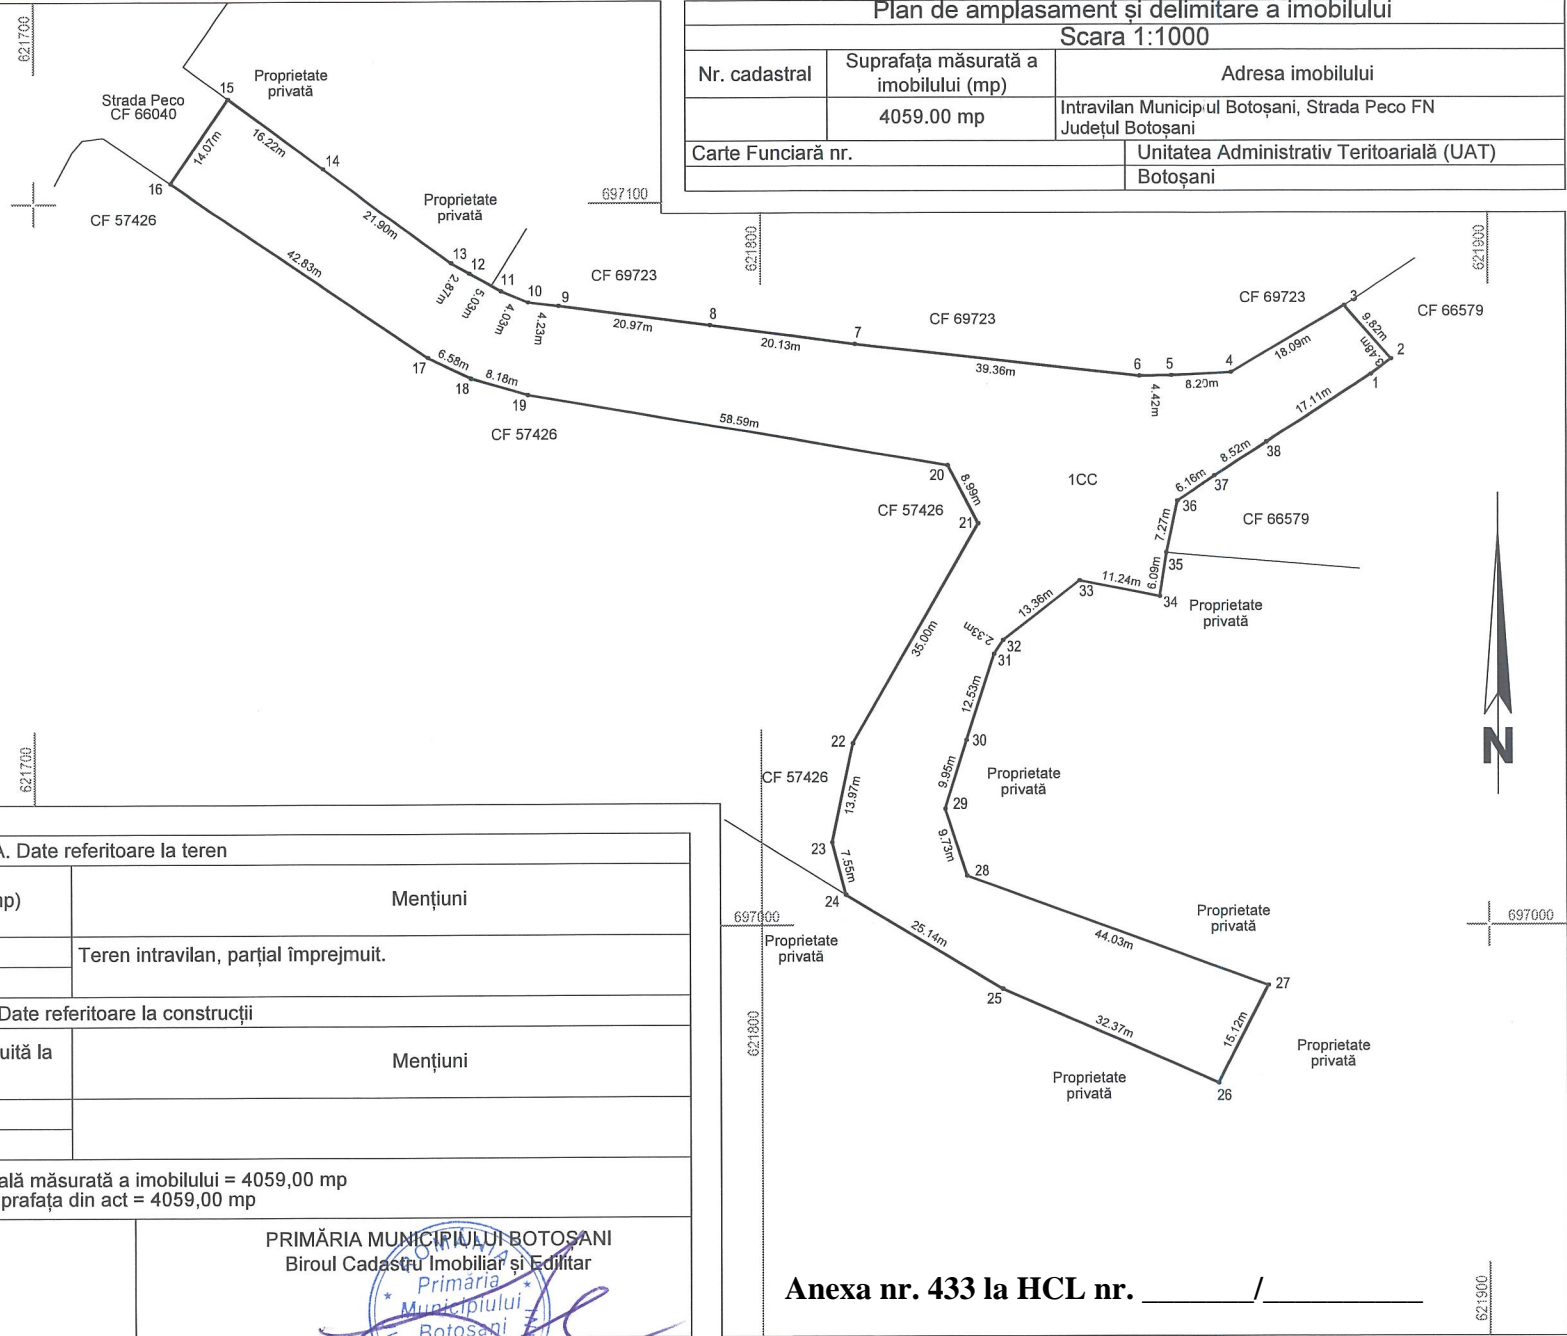 Plan de amplasament și delimitare a imobilului
Scara 1:1000
Nr. cadastral
Suprafața măsurată a
imobilului (mp)
Adresa imobilului
4059.00 mp
Intravilan Municipiul Botoșani, Strada Peco FN
Județul Botoșani
Carte Funciară nr.
Unitatea Administrativ Teritoarială (UAT)
Botoșani
621700
697100
621800
621900
Strada Peco
CF 66040
15
Proprietate
privată
14.07m
16.22m
14
16
CF 57426
21.90m
Proprietate
privată
42.83m
13
12
11
10
9
2.87m
5.03m
4.03m
4.23m
CF 69723
20.97m
8
20.13m
7
CF 69723
39.36m
6
5
4
4.42m
8.20m
18.09m
CF 69723
3
9.82m
CF 66579
2
3.48m
1
17.11m
17
6.58m
18
8.18m
19
CF 57426
58.59m
20
8.99m
CF 57426
21
1CC
38
8.52m
37
6.16m
36
7.27m
CF 66579
35
6.09m
34
11.24m
33
Proprietate
privată
13.36m
2.33m
32
31
35.00m
12.53m
22
30
CF 57426
13.97m
9.95m
Proprietate
privată
29
23
7.55m
9.73m
28
24
621700
697000
697000
Proprietate
privată
25.14m
44.03m
Proprietate
privată
25
27
32.37m
15.12m
Proprietate
privată
Proprietate
privată
26
621800
621900
N
A. Date referitoare la teren
mp)
Mențiuni
Teren intravilan, parțial împrejmuit.
Date referitoare la construcții
uită la
Mențiuni
ală măsurată a imobilului = 4059,00 mp
prafața din act = 4059,00 mp
PRIMĂRIA MUNICIPIULUI BOTOȘANI
Biroul Cadastru Imobiliar și Edilitar
ROMÂNIA
Primăria
Municipiului
Botoșani
Anexa nr. 433 la HCL nr. _______/__________